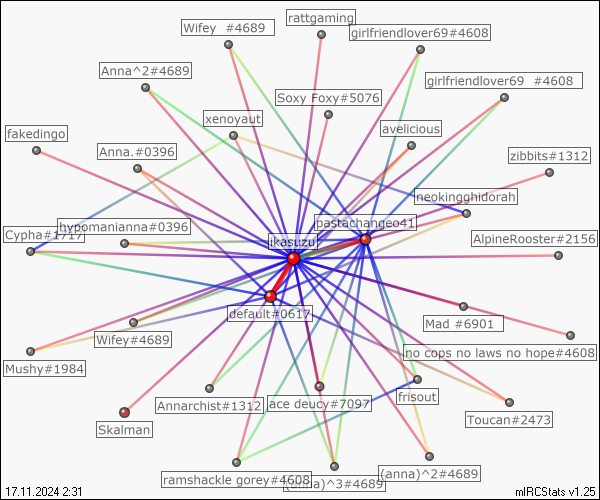 rattgaming
Wifey #4689
girlfriendlover69#4608
Anna^2#4689
girlfriendlover69 #4608
Soxy Foxy#5076
xenoyaut
avelicious
fakedingo
Anna.#0396
zibbits#1312
neokingghidorah
hypomanianna#0396
pastachangeo41
Cypha#1717
ikasuzu
AlpineRooster#2156
default#0617
Mad #6901
Wifey#4689
no cops no laws no hope#4608
Mushy#1984
frisout
Annarchist#1312
ace deucy#7097
Toucan#2473
Skalman
(anna)^2#4689
ramshackle gorey#4608
(anna)^3#4689
17.11.2024 2:31
mIRCStats v1.25